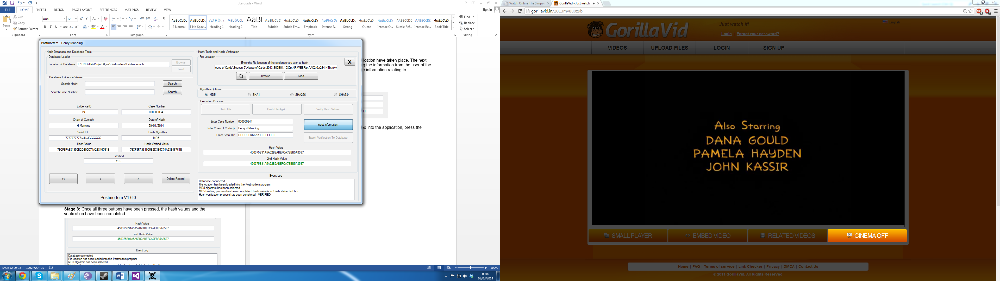 Userguide - Word
Sign in
FILE HOME INSERT DESIGN PAGE LAYOUT REFERENCES MAILINGS REVIEW VIEW
Paste
Cut
Copy
Format Painter
Clipboard
Arial 12
Font
Paragraph
AaBbCcDc AaBbCcDc AaBbCc AaBbCcD AaBl AaBbCcD AaBbCcDc AaBbCcDc AaBbCcDc AaBbCcDc AaBbCcDc AaBbCcDc AaBbCcDc AaBbCcDc AaBbCcDc
¶ Normal ¶ No Spac... Heading 1 Heading 2 Title Subtitle Subtle Em... Emphasis Intense E... Strong Quote Intense Q... Subtle Ref... Intense Re... Book Title
Styles
Find
Replace
Select
Editing
Postmortem - Henry Manning
Hash Database and Database Tools
Database Loader
Location of Database: L:\HND\U4\ProjectAlgos\Postmortem\Evidence.mdb
Browse
Load
Database Evidence Viewer
Search Hash:
Search
Search Case Number:
Search
EvidenceID Case Number
19 000000034
Chain of Custody Date of Hash
H Manning 29/01/2014
Serial ID Hash Algorithm
7777777777JJJJJJGGGGGG MD5
Hash Value Hash Verified Value
76CF8FA981955B2D395C74A23846761B 76CF8FA981955B2D395C74A23846761B
Verified
YES
<< < > Delete Record
Postmortem V1.6.0
Hash Tools and Hash Verification
File Location
Enter the file location of the evidence you wish to hash -
X
ouse of Cards\Season 2\House.of.Cards.2013.S02E01.1080p.NF.WEBRip.AAC2.0.x264-NTb.mkv
Browse Load
Algorithm Options
MD5 SHA1 SHA256 SHA384
Execution Process
Hash File Hash File Again Verify Hash Values
Enter Case Number: 000000344
Enter Chain of Custody: Henry J Manning
Enter Serial ID: RRRREEKKKKKTTTTTTTTT
Input Information
Export Verification To Database
Hash Value
450375B91A5A52B2ABEFCA7EBB5A8597
2nd Hash Value
450375B91A5A52B2ABEFCA7EBB5A8597
Event Log
Database connected
File location has been loaded into the Postmortem program
MD5 algorithm has been selected
MD5 hashing process has been completed, hash value is in 'Hash Value' text box
Hash verification process has been completed - VERIFIED
ification have taken place. The next
g the information from the user of the
e information relating to:
TT
ed into the application, press the
Stage 8: Once all three buttons have been pressed, the hash values and the
verification have been completed.
Hash Value
450375B91A5A52B2ABEFCA7EBB5A8597
2nd Hash Value
450375B91A5A52B2ABEFCA7EBB5A8597
Event Log
Database connected
File location has been loaded into the Postmortem program
MD5 algorithm has been selected
PAGE 12 OF 13 1202 WORDS
100%
00:02
08/03/2014
Watch Online The Simpso
GorillaVid - Just watch
gorillavid.in/2013mv8u0z9b
GorillaVid
Just watch it!
Login | Forgot your password?
English
VIDEOS UPLOAD FILES LOGIN SIGN UP
Also Starring
DANA GOULD
PAMELA HAYDEN
JOHN KASSIR
SMALL PLAYER EMBED VIDEO RELATED VIDEOS CINEMA OFF
Home | FAQ | Terms of service | Link Checker | Privacy | DMCA | Contact Us
© 2011 GorillaVid, All Rights Reserved